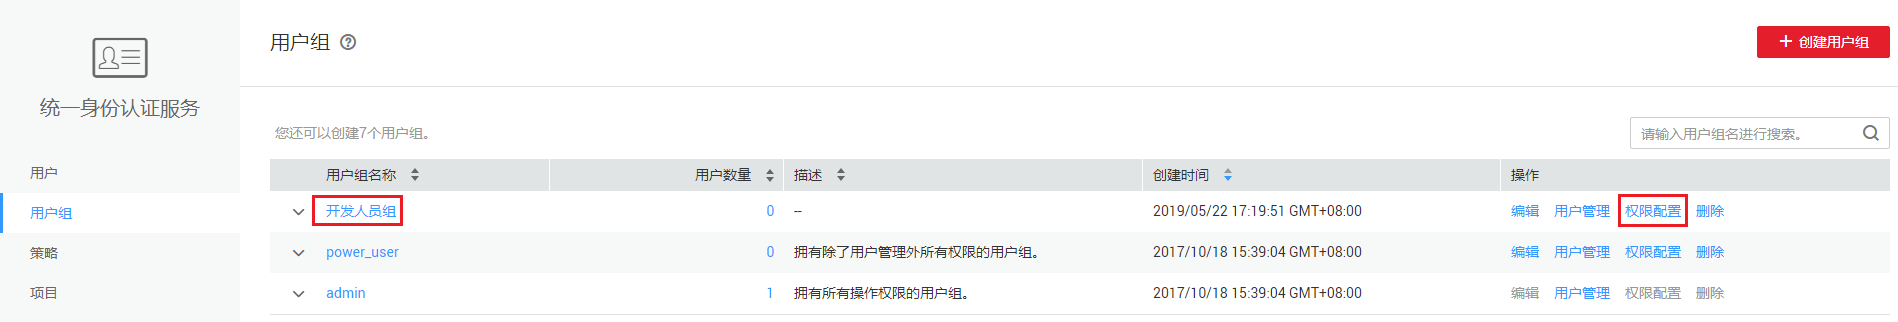 统一身份认证服务
用户
用户组
策略
项目
用户组 ?
+ 创建用户组
您还可以创建7个用户组。
请输入用户组名进行搜索。
用户组名称 用户数量 描述 创建时间 操作
开发人员组 0 -- 2019/05/22 17:19:51 GMT+08:00 编辑 用户管理 权限配置 删除
power_user 0 拥有除了用户管理外所有权限的用户组。 2017/10/18 15:39:04 GMT+08:00 编辑 用户管理 权限配置 删除
admin 1 拥有所有操作权限的用户组。 2017/10/18 15:39:04 GMT+08:00 编辑 用户管理 权限配置 删除